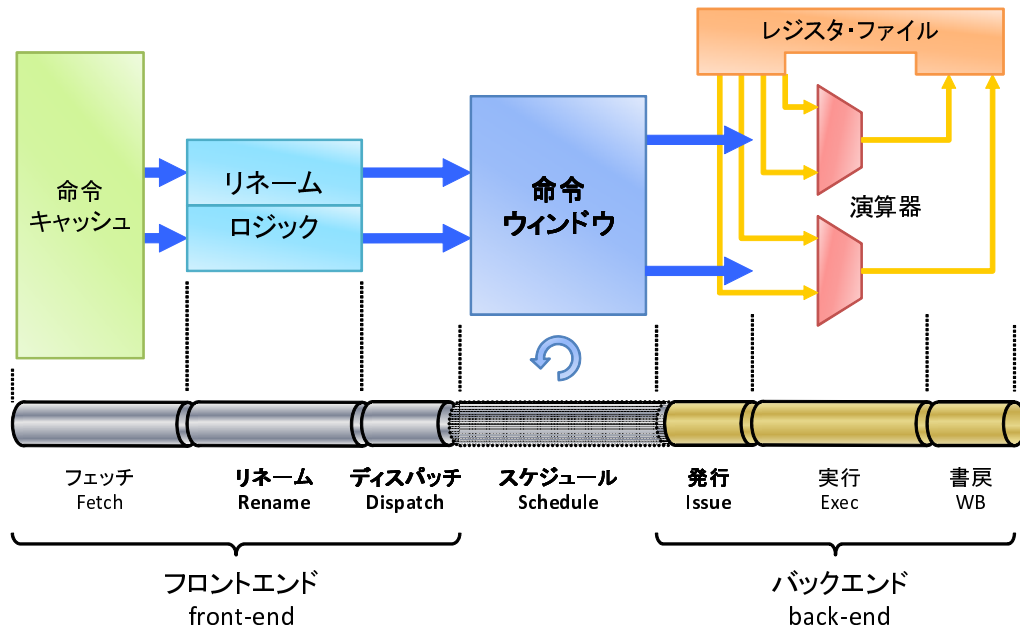 レジスタ・ファイル
命令
キャッシュ
リネーム
ロジック
命令
ウィンドウ
演算器
フェッチ
Fetch
リネーム
Rename
ディスパッチ
Dispatch
スケジュール
Schedule
発行
Issue
実行
Exec
書戻
WB
フロントエンド
front-end
バックエンド
back-end